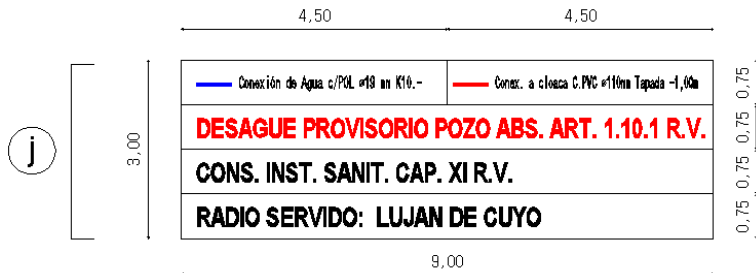 4,50 4,50
j
3,00
Conexión de Agua c/POL ø19 mm K10.- Conex. a cloaca C.PVC ø110mm Tapada -1,00m
0,75
DESAGUE PROVISORIO POZO ABS. ART. 1.10.1 R.V.
0,75
CONS. INST. SANIT. CAP. XI R.V.
0,75
RADIO SERVIDO: LUJAN DE CUYO
0,75
9,00